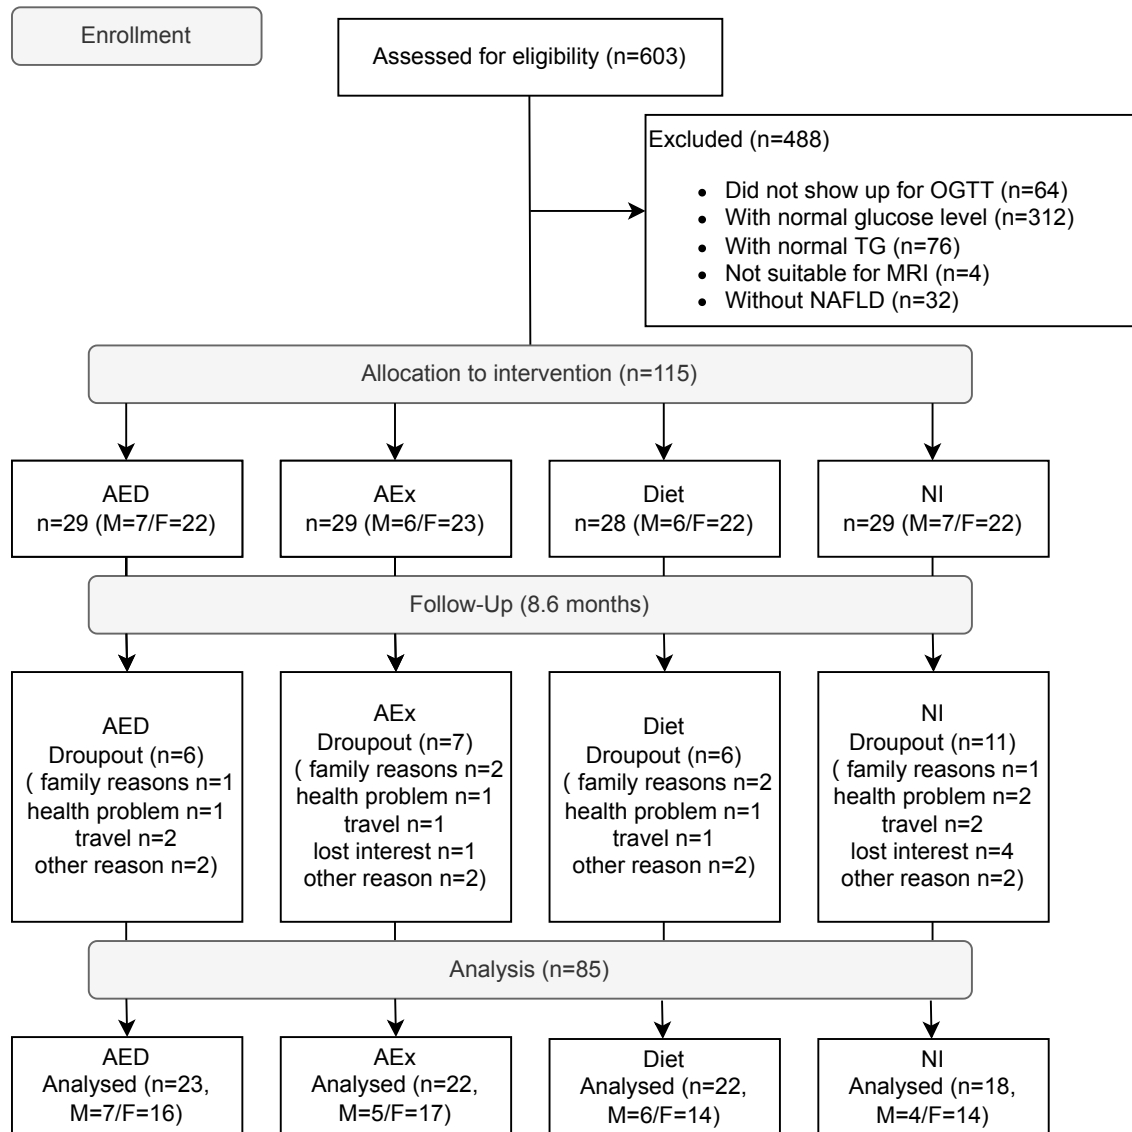 Enrollment
Assessed for eligibility (n=603)
Excluded (n=488)
• Did not show up for OGTT (n=64)
• With normal glucose level (n=312)
• With normal TG (n=76)
• Not suitable for MRI (n=4)
• Without NAFLD (n=32)
Allocation to intervention (n=115)
AED
n=29 (M=7/F=22)
AEx
n=29 (M=6/F=23)
Diet
n=28 (M=6/F=22)
NI
n=29 (M=7/F=22)
Follow-Up (8.6 months)
AED
Droupout (n=6)
( family reasons n=1
health problem n=1
travel n=2
other reason n=2)
AEx
Droupout (n=7)
( family reasons n=2
health problem n=1
travel n=1
lost interest n=1
other reason n=2)
Diet
Droupout (n=6)
( family reasons n=2
health problem n=1
travel n=1
other reason n=2)
NI
Droupout (n=11)
( family reasons n=1
health problem n=2
travel n=2
lost interest n=4
other reason n=2)
Analysis (n=85)
AED
Analysed (n=23,
M=7/F=16)
AEx
Analysed (n=22,
M=5/F=17)
Diet
Analysed (n=22,
M=6/F=14)
NI
Analysed (n=18,
M=4/F=14)